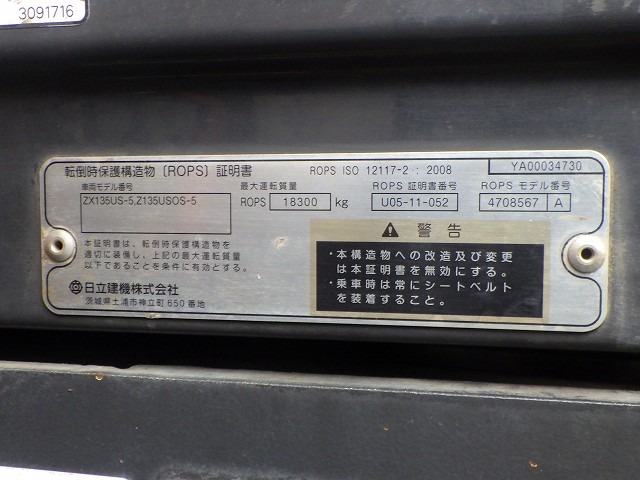 3091716
転倒時保護構造物〔ROPS〕証明書 ROPS ISO 12117-2 : 2008 YA00034730
車両モデル番号 最大運転質量 ROPS 証明書番号 ROPS モデル番号
ZX135US-5,Z135USOS-5 ROPS 18300 kg U05-11-052 4708567 A
本証明書は、転倒時保護構造物を
適切に装備し、上記の最大運転質量
以下であることを条件に有効とする。
日立建機株式会社
茨城県土浦市神立町650番地
警告
・本構造物への改造及び変更
は本証明書を無効にする。
・乗車時は常にシートベルト
を装着すること。